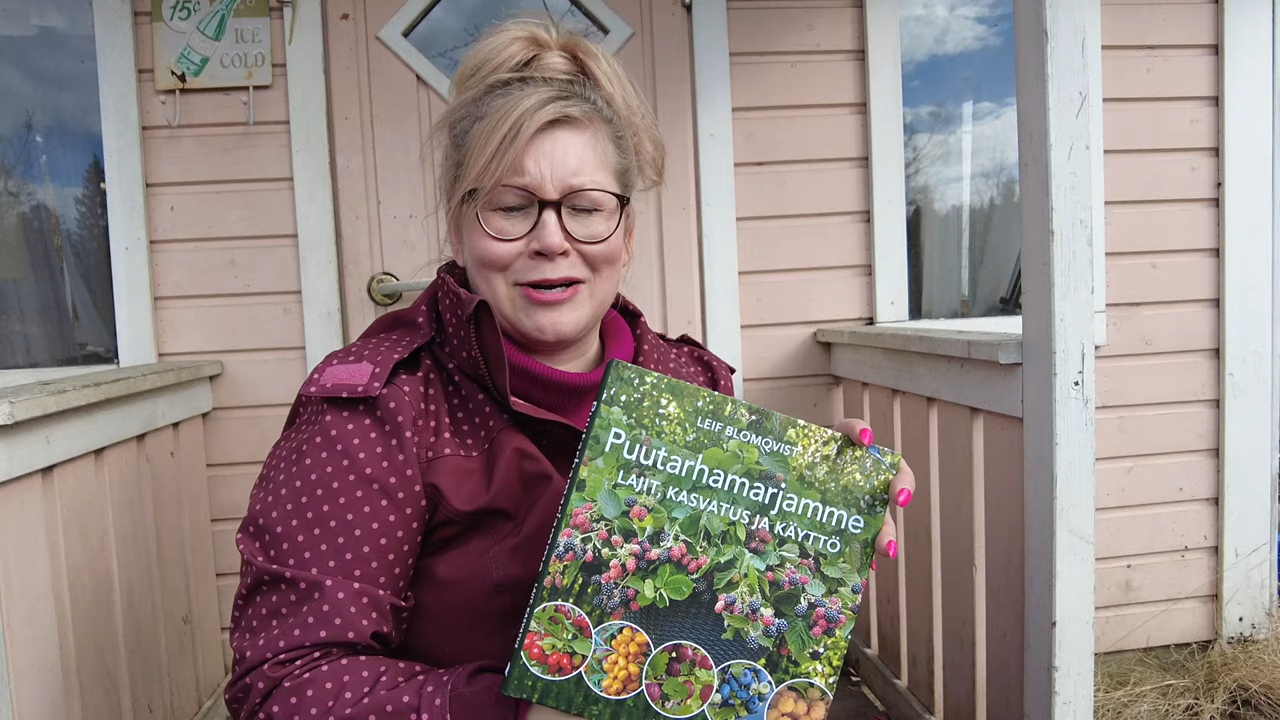 15¢
ICE
COLD
LEIF BLOMQVIST
Puutarhamarjamme
LAJIT, KASVATUS JA KÄYTTÖ